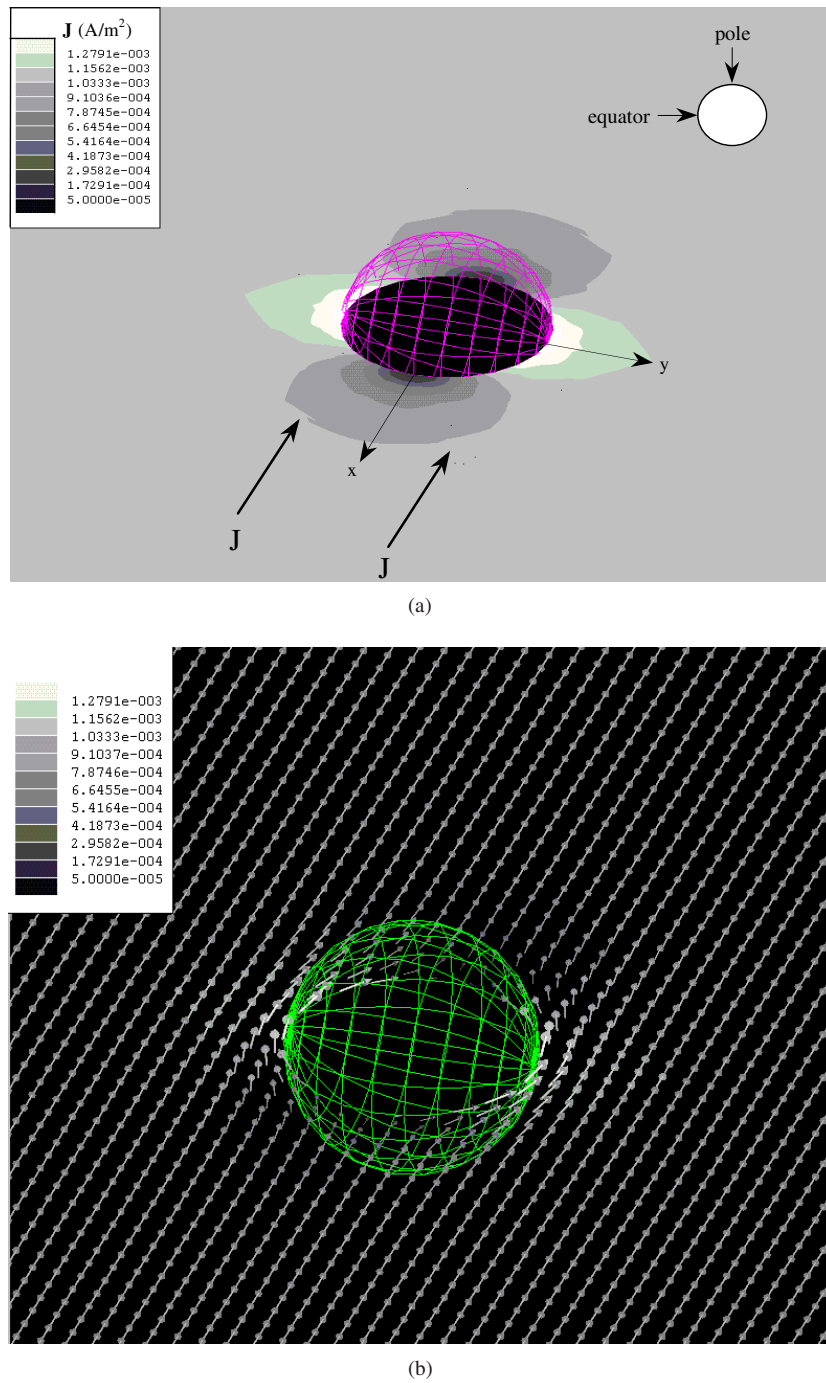 J (A/m²)
1.2791e-003
1.1562e-003
1.0333e-003
9.1036e-004
7.8745e-004
6.6454e-004
5.4164e-004
4.1873e-004
2.9582e-004
1.7291e-004
5.0000e-005
pole
equator
y
x
J
J
(a)
1.2791e-003
1.1562e-003
1.0333e-003
9.1037e-004
7.8746e-004
6.6455e-004
5.4164e-004
4.1873e-004
2.9582e-004
1.7291e-004
5.0000e-005
(b)